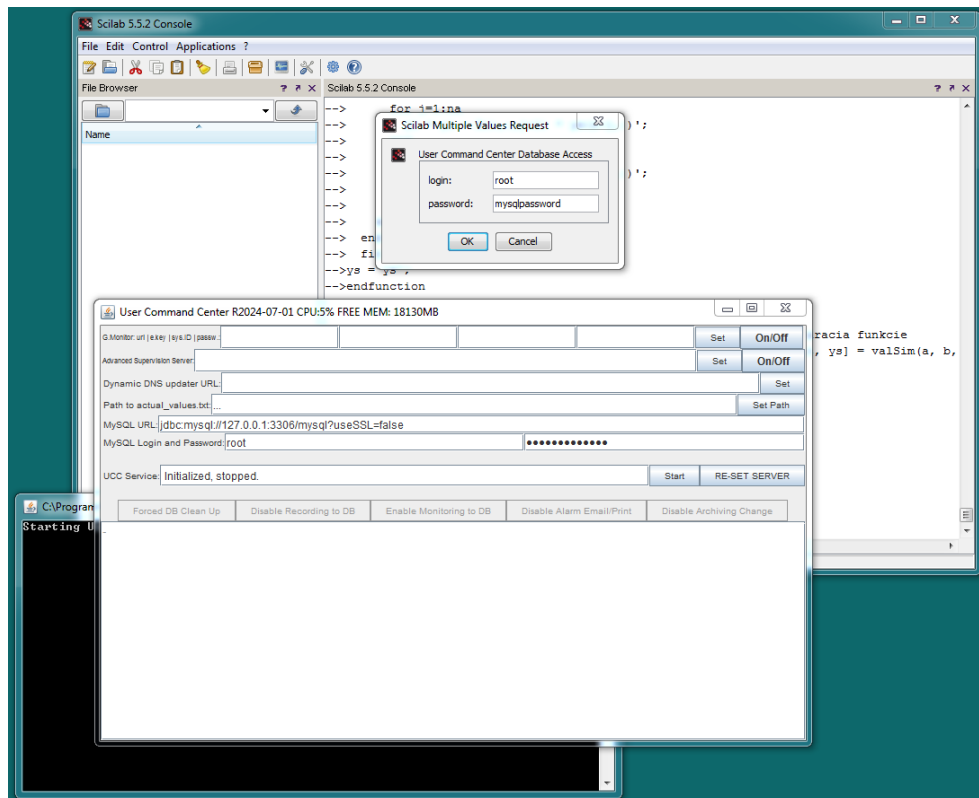 Scilab 5.5.2 Console
File Edit Control Applications ?
File Browser ? X Scilab 5.5.2 Console ? X
Name
--> for j=1:na
--> )';
-->
-->
--> )';
-->
-->
-->
--> en
--> fi
-->ys = ys';
-->endfunction
racia funkcie
, ys] = valSim(a, b,
Scilab Multiple Values Request
User Command Center Database Access
login: root
password: mysqlpassword
OK Cancel
User Command Center R2024-07-01 CPU:5% FREE MEM: 18130MB
G.Monitor: url | e.key | sys.ID | passw.: Set On/Off
Advanced Supervision Server: Set On/Off
Dynamic DNS updater URL: Set
Path to actual_values.txt: ... Set Path
MySQL URL: jdbc:mysql://127.0.0.1:3306/mysql?useSSL=false
MySQL Login and Password: root •••••••••••••
UCC Service: Initialized, stopped. Start RE-SET SERVER
Forced DB Clean Up Disable Recording to DB Enable Monitoring to DB Disable Alarm Email/Print Disable Archiving Change
-
C:\Program
Starting U